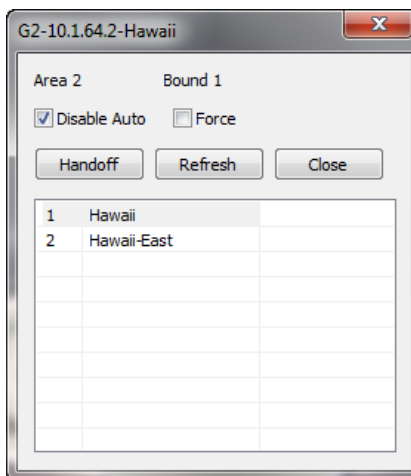 G2-10.1.64.2-Hawaii
Area 2 Bound 1
Disable Auto Force
Handoff Refresh Close
1 Hawaii
2 Hawaii-East